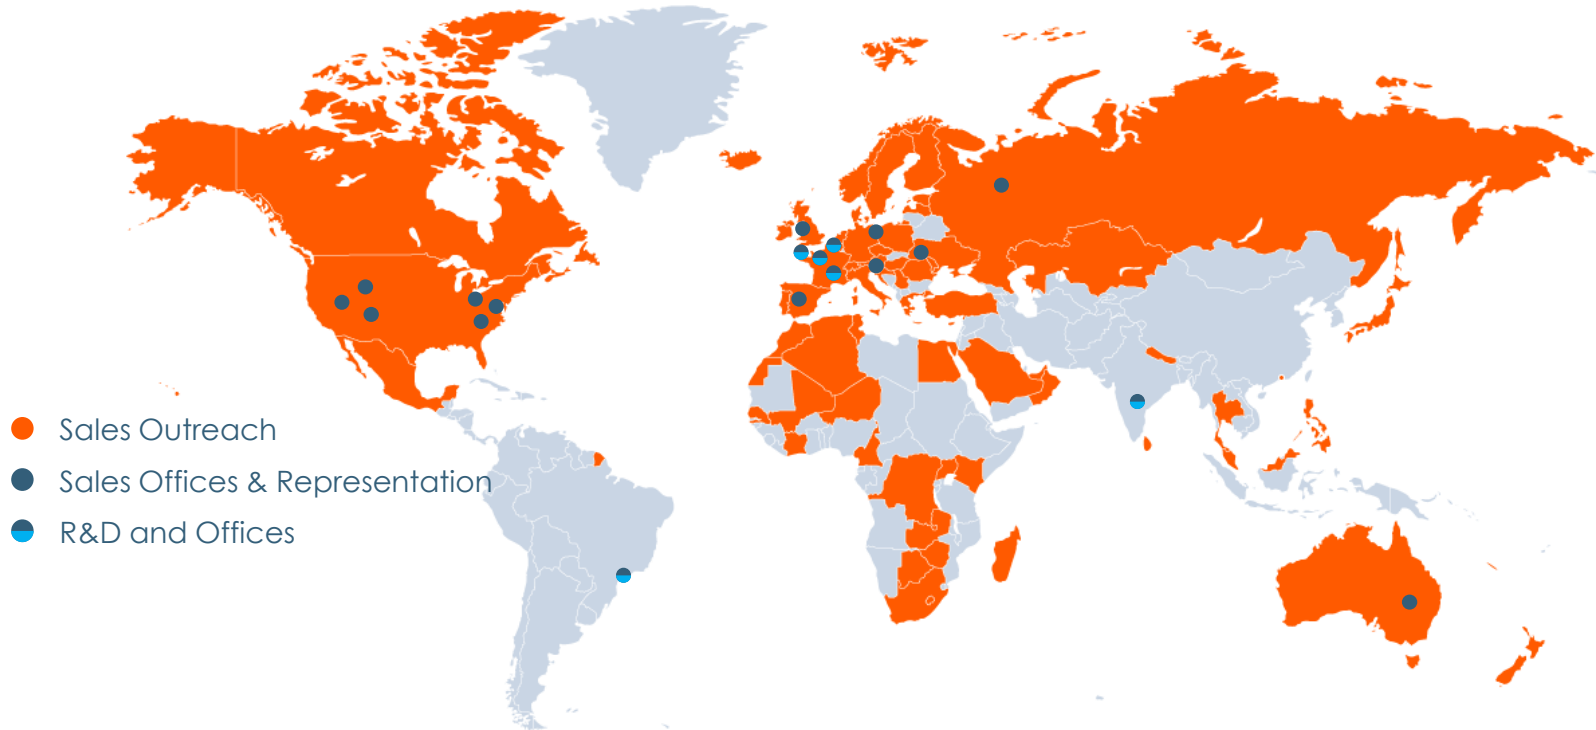 Sales Outreach
Sales Offices & Representation
R&D and Offices